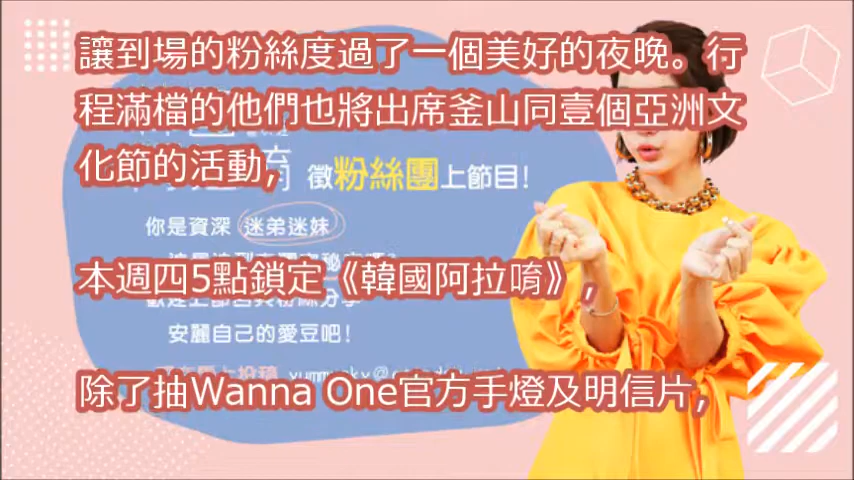 讓到場的粉絲度過了一個美好的夜晚。行
程滿檔的他們也將出席釜山同壹個亞洲文
化節的活動,
徵粉絲團上節目!
你是資深 迷弟迷妹
本週四5點鎖定《韓國阿拉唷》,
安麗自己的愛豆吧!
除了抽Wanna One官方手燈及明信片,